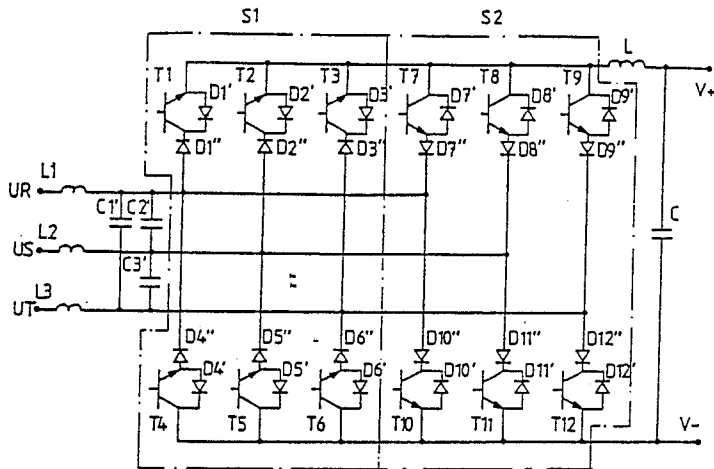 S1 S2
T1 T2 T3 T7 T8 T9 L
D1' D2' D3' D7' D8' D9' V+
D1" D2" D3" D7" D8" D9"
L1
UR
C1' C2' C
L2
US
C3'
L3
UT
D4" D5" D6" D10" D11" D12"
D4' D5' D6' D10' D11' D12'
T4 T5 T6 T10 T11 T12 V-